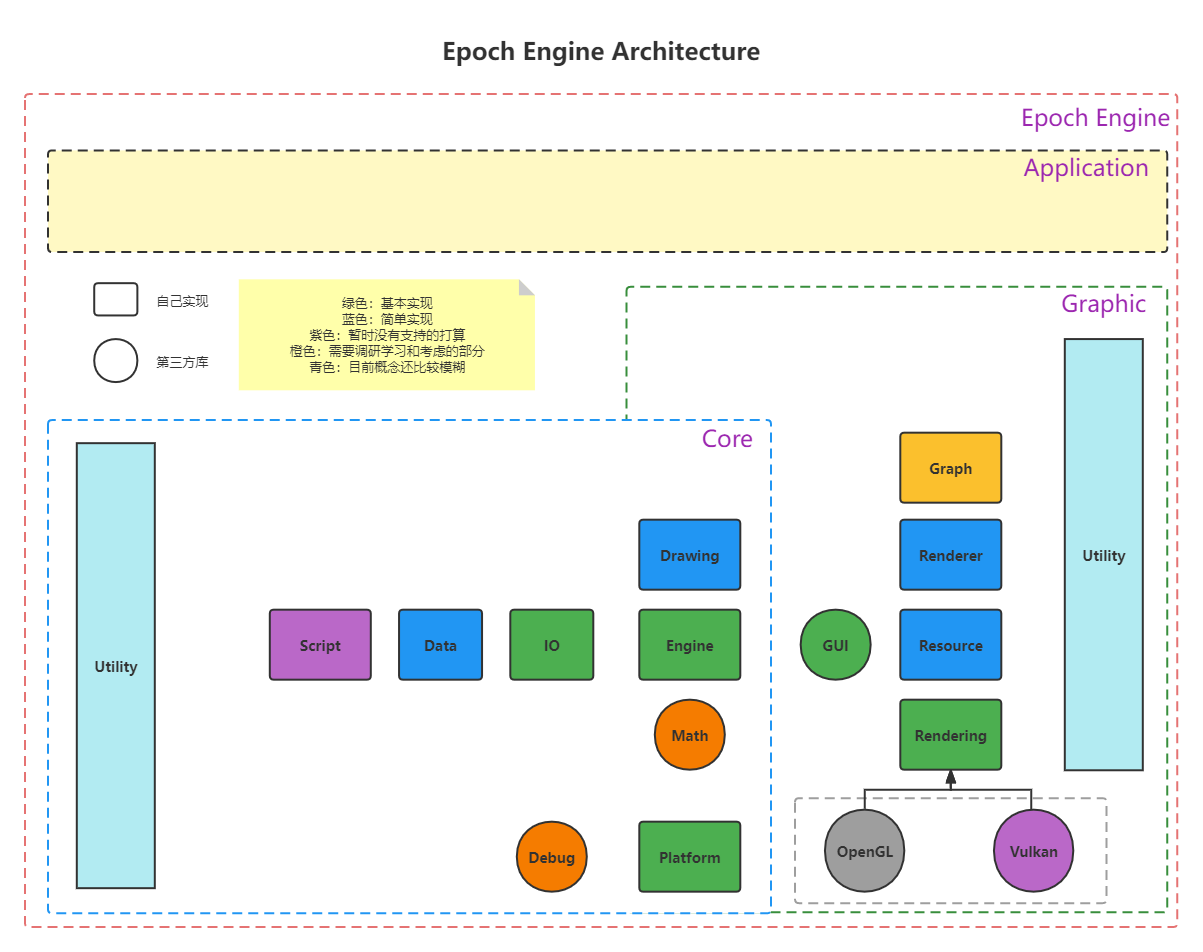 Epoch Engine Architecture
Epoch Engine
Application
自己实现
第三方库
绿色：基本实现
蓝色：简单实现
紫色：暂时没有支持的打算
橙色：需要调研学习和考虑的部分
青色：目前概念还比较模糊
Graphic
Core
Utility
Script
Data
IO
Drawing
Engine
Math
Debug
Platform
GUI
Graph
Renderer
Resource
Rendering
OpenGL
Vulkan
Utility